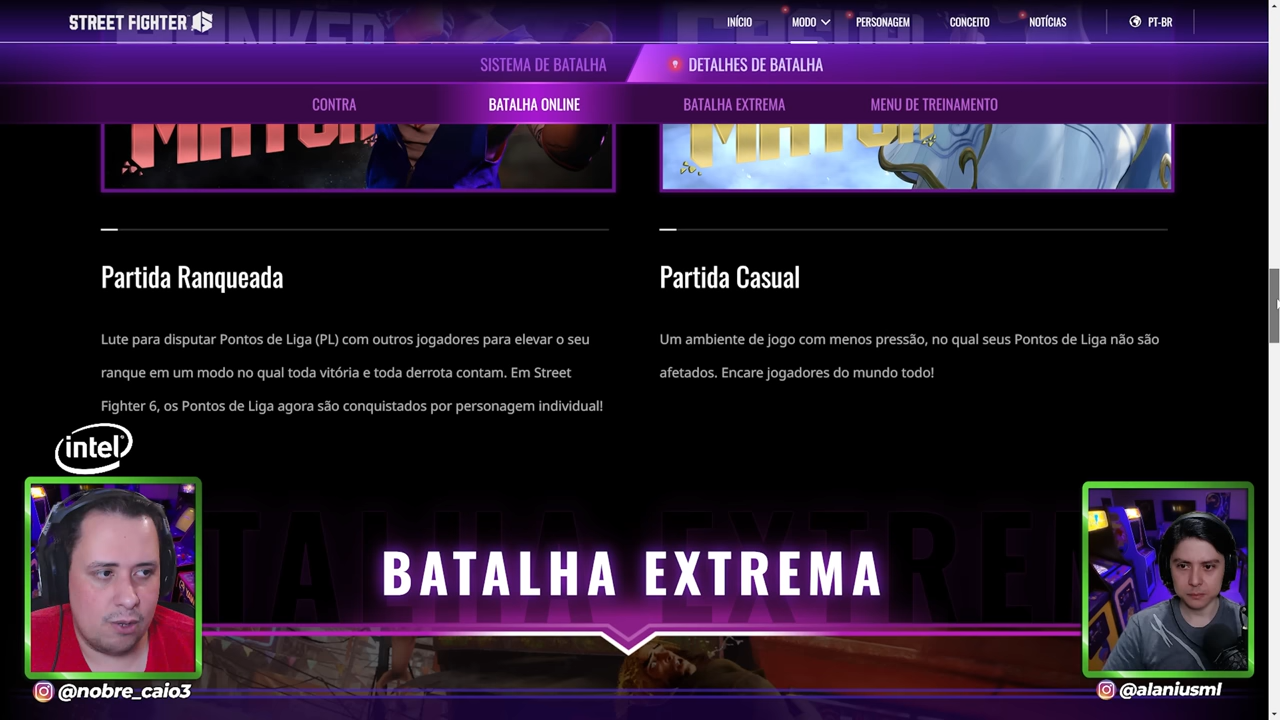 STREET FIGHTER 6
INÍCIO
MODO
PERSONAGEM
CONCEITO
NOTÍCIAS
PT-BR
SISTEMA DE BATALHA
DETALHES DE BATALHA
CONTRA
BATALHA ONLINE
BATALHA EXTREMA
MENU DE TREINAMENTO
MATCH
MATCH
Partida Ranqueada
Lute para disputar Pontos de Liga (PL) com outros jogadores para elevar o seu
ranque em um modo no qual toda vitória e toda derrota contam. Em Street
Fighter 6, os Pontos de Liga agora são conquistados por personagem individual!
Partida Casual
Um ambiente de jogo com menos pressão, no qual seus Pontos de Liga não são
afetados. Encare jogadores do mundo todo!
intel
BATALHA EXTREMA
@nobre_caio3
@alaniusml